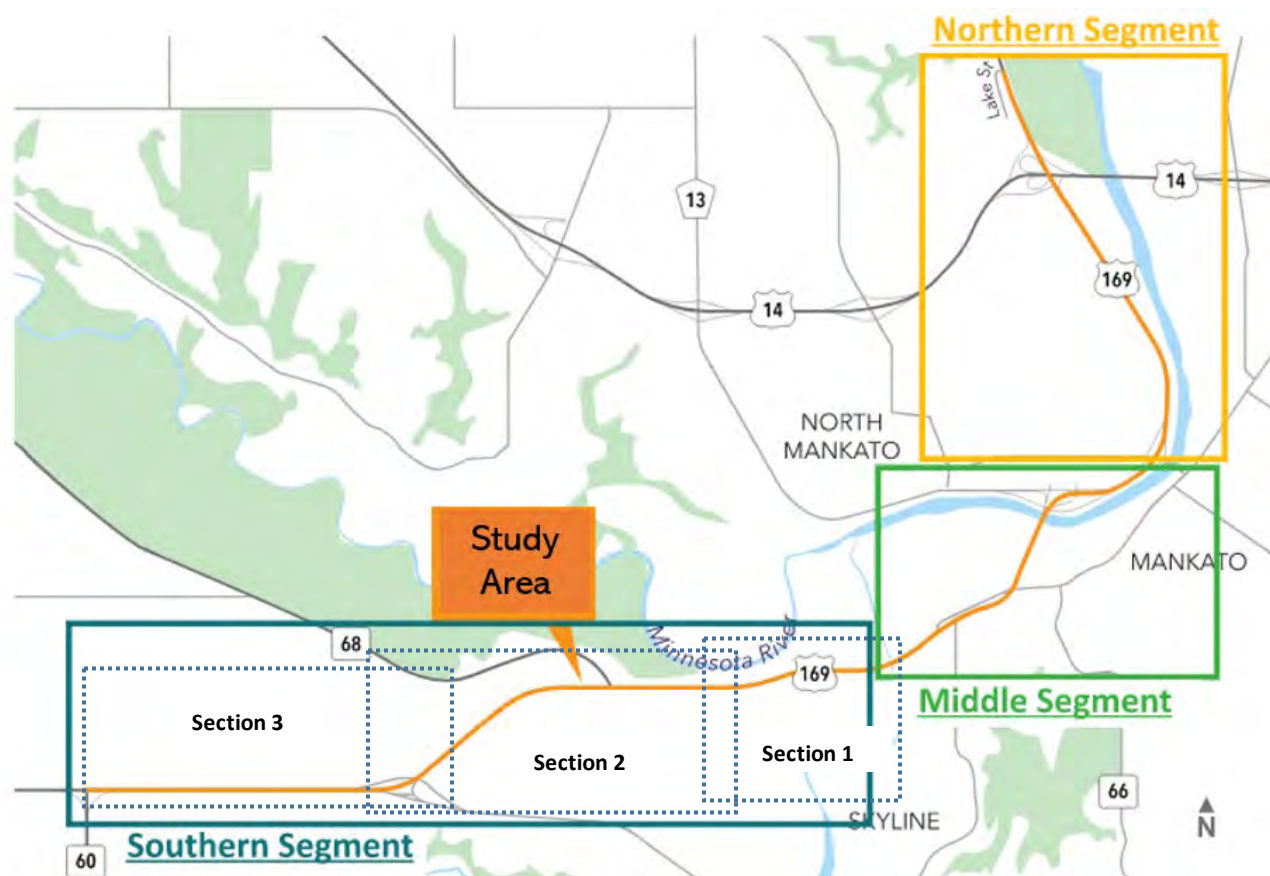 Northern Segment
Lake
14
13
169
14
NORTH
MANKATO
Study
Area
MANKATO
Minnesota River
68
169
Middle Segment
Section 3
Section 2
Section 1
66
SKYLINE
N
Southern Segment
60